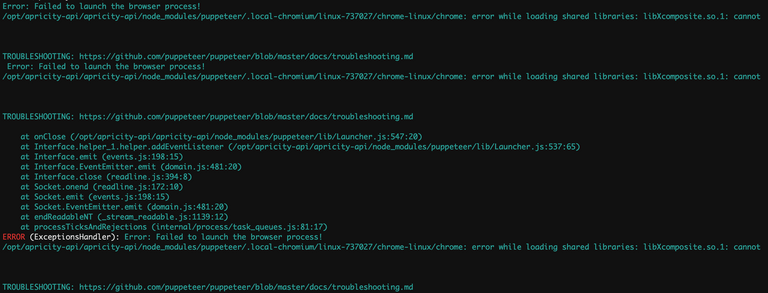 Error: Failed to launch the browser process!
/opt/apricity-api/apricity-api/node_modules/puppeteer/.local-chromium/linux-737027/chrome-linux/chrome: error while loading shared libraries: libXcomposite.so.1: cannot
TROUBLESHOOTING: https://github.com/puppeteer/puppeteer/blob/master/docs/troubleshooting.md
Error: Failed to launch the browser process!
/opt/apricity-api/apricity-api/node_modules/puppeteer/.local-chromium/linux-737027/chrome-linux/chrome: error while loading shared libraries: libXcomposite.so.1: cannot
TROUBLESHOOTING: https://github.com/puppeteer/puppeteer/blob/master/docs/troubleshooting.md
at onClose (/opt/apricity-api/apricity-api/node_modules/puppeteer/lib/Launcher.js:547:20)
at Interface.helper_1.helper.addEventListener (/opt/apricity-api/apricity-api/node_modules/puppeteer/lib/Launcher.js:537:65)
at Interface.emit (events.js:198:15)
at Interface.EventEmitter.emit (domain.js:481:20)
at Interface.close (readline.js:394:8)
at Socket.onend (readline.js:172:10)
at Socket.emit (events.js:198:15)
at Socket.EventEmitter.emit (domain.js:481:20)
at endReadableNT (_stream_readable.js:1139:12)
at processTicksAndRejections (internal/process/task_queues.js:81:17)
ERROR (ExceptionsHandler): Error: Failed to launch the browser process!
/opt/apricity-api/apricity-api/node_modules/puppeteer/.local-chromium/linux-737027/chrome-linux/chrome: error while loading shared libraries: libXcomposite.so.1: cannot
TROUBLESHOOTING: https://github.com/puppeteer/puppeteer/blob/master/docs/troubleshooting.md